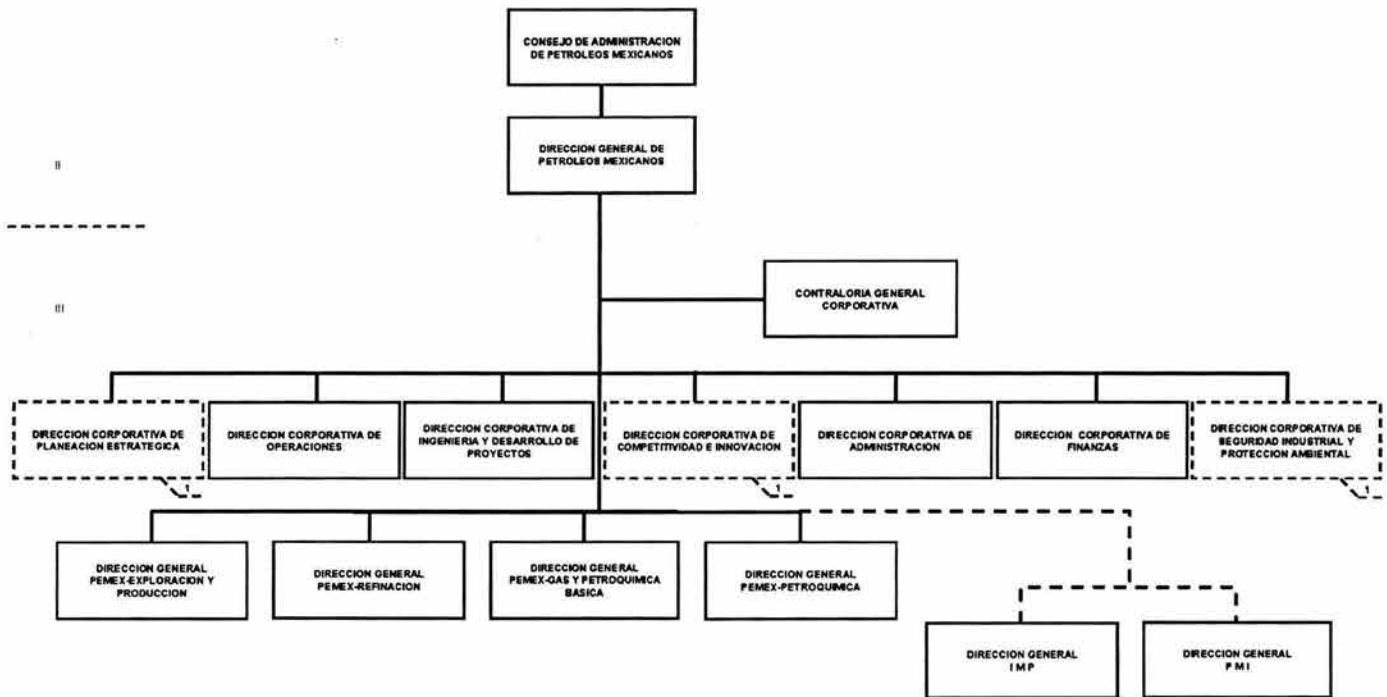 CONSEJO DE ADMINISTRACION
DE PETROLEOS MEXICANOS
DIRECCION GENERAL DE
PETROLEOS MEXICANOS
II
CONTRALORIA GENERAL
CORPORATIVA
III
DIRECCION CORPORATIVA DE
PLANEACION ESTRATEGICA
1
DIRECCION CORPORATIVA DE
OPERACIONES
DIRECCION CORPORATIVA DE
INGENIERIA Y DESARROLLO DE
PROYECTOS
DIRECCION CORPORATIVA DE
COMPETITIVIDAD E INNOVACION
1
DIRECCION CORPORATIVA DE
ADMINISTRACION
DIRECCION CORPORATIVA DE
FINANZAS
DIRECCION CORPORATIVA DE
SEGURIDAD INDUSTRIAL Y
PROTECCION AMBIENTAL
1
DIRECCION GENERAL
PEMEX-EXPLORACION Y
PRODUCCION
DIRECCION GENERAL
PEMEX-REFINACION
DIRECCION GENERAL
PEMEX-GAS Y PETROQUIMICA
BASICA
DIRECCION GENERAL
PEMEX-PETROQUIMICA
DIRECCION GENERAL
I M P
DIRECCION GENERAL
P M I